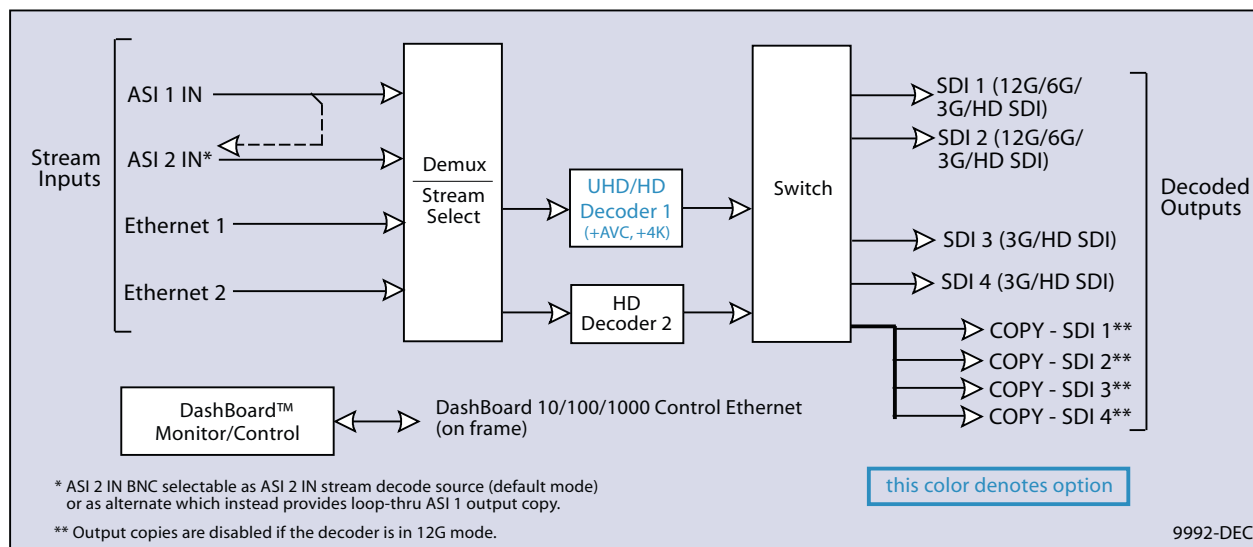 Stream
Inputs
ASI 1 IN
ASI 2 IN*
Ethernet 1
Ethernet 2
Demux
Stream
Select
UHD/HD
Decoder 1
(+AVC, +4K)
HD
Decoder 2
Switch
SDI 1 (12G/6G/
3G/HD SDI)
SDI 2 (12G/6G/
3G/HD SDI)
SDI 3 (3G/HD SDI)
SDI 4 (3G/HD SDI)
COPY - SDI 1**
COPY - SDI 2**
COPY - SDI 3**
COPY - SDI 4**
Decoded
Outputs
DashBoard™
Monitor/Control
DashBoard 10/100/1000 Control Ethernet
(on frame)
* ASI 2 IN BNC selectable as ASI 2 IN stream decode source (default mode)
or as alternate which instead provides loop-thru ASI 1 output copy.
** Output copies are disabled if the decoder is in 12G mode.
this color denotes option
9992-DEC